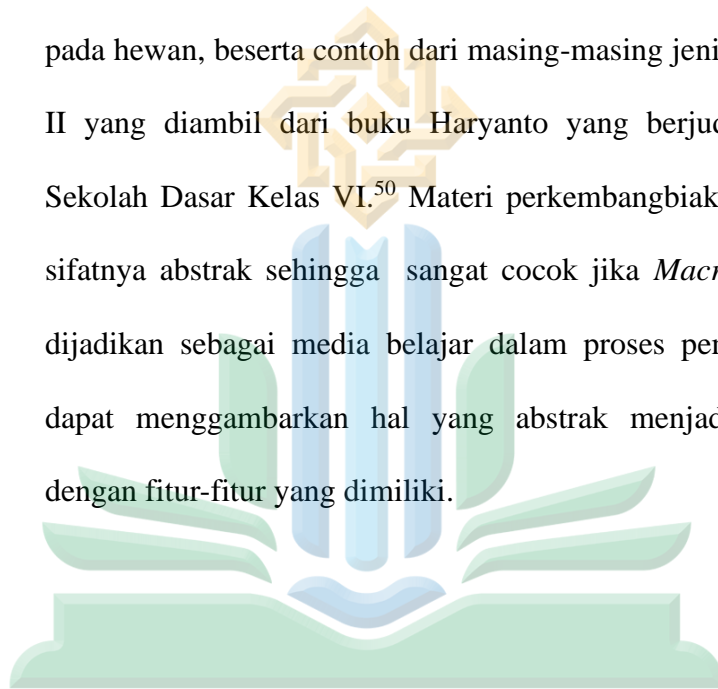 pada hewan, beserta contoh dari masing-masing jeni
II yang diambil dari buku Haryanto yang berjud
Sekolah Dasar Kelas VI.50 Materi perkembangbiak
sifatnya abstrak sehingga sangat cocok jika Macr
dijadikan sebagai media belajar dalam proses per
dapat menggambarkan hal yang abstrak menjad
dengan fitur-fitur yang dimiliki.